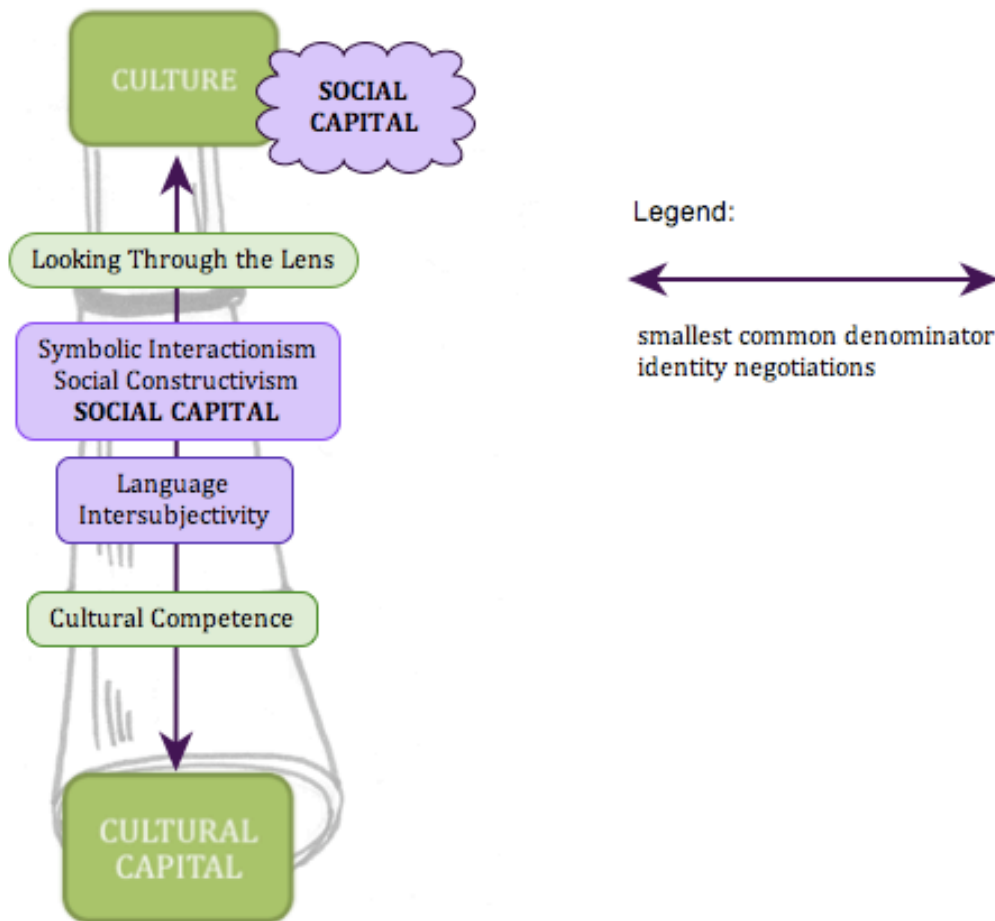 CULTURE
SOCIAL
CAPITAL
Looking Through the Lens
Symbolic Interactionism
Social Constructivism
SOCIAL CAPITAL
Language
Intersubjectivity
Cultural Competence
CULTURAL
CAPITAL
Legend:
smallest common denominator
identity negotiations